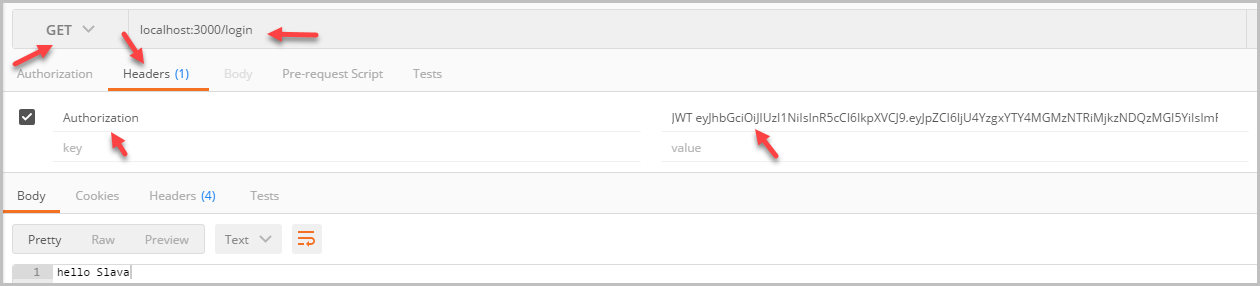 GET localhost:3000/login
Authorization Headers (1) Body Pre-request Script Tests
Authorization JWT eyJhbGciOiJIUzI1NiIsInR5cCI6IkpXVCJ9.eyJpZCI6IjU4YzgxYTY4MGMzNTRiMjkzNDQzMGI5YiIsImF
key value
Body Cookies Headers (4) Tests
Pretty Raw Preview Text
1 hello Slava